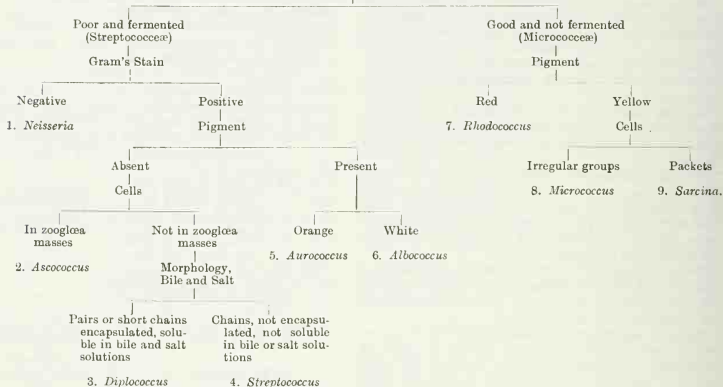 Poor and fermented
(Streptococceæ)
Good and not fermented
(Micrococceæ)
Gram's Stain
Pigment
Negative
Positive
Red
Yellow
1. Neisseria
Pigment
7. Rhodococcus
Cells
Absent
Present
Irregular groups
Packets
Cells
8. Micrococcus
9. Sarcina.
In zooglœa
masses
Not in zooglœa
masses
Orange
White
2. Ascococcus
Morphology,
Bile and Salt
5. Aurococcus
6. Albococcus
Pairs or short chains
encapsulated, solu-
ble in bile and salt
solutions
Chains, not encapsu-
lated, not soluble
in bile or salt solu-
tions
3. Diplococcus
4. Streptococcus